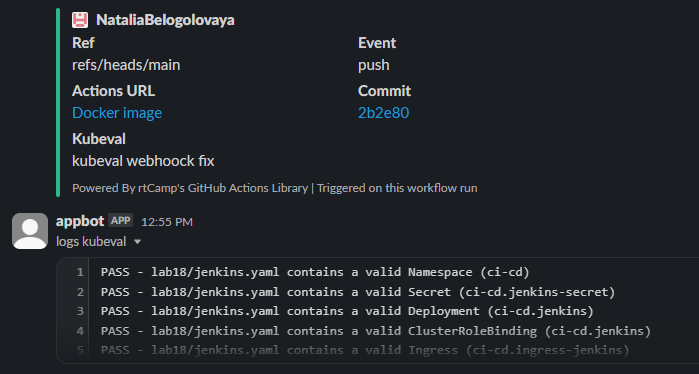 NataliaBelogolovaya
Ref
Event
refs/heads/main
push
Actions URL
Commit
Docker image
2b2e80
Kubeval
kubeval webhoock fix
Powered By rtCamp's GitHub Actions Library | Triggered on this workflow run
appbot APP 12:55 PM
logs kubeval
1 PASS - lab18/jenkins.yaml contains a valid Namespace (ci-cd)
2 PASS - lab18/jenkins.yaml contains a valid Secret (ci-cd.jenkins-secret)
3 PASS - lab18/jenkins.yaml contains a valid Deployment (ci-cd.jenkins)
4 PASS - lab18/jenkins.yaml contains a valid ClusterRoleBinding (ci-cd.jenkins)
5 PASS - lab18/jenkins.yaml contains a valid Ingress (ci-cd.ingress-jenkins)